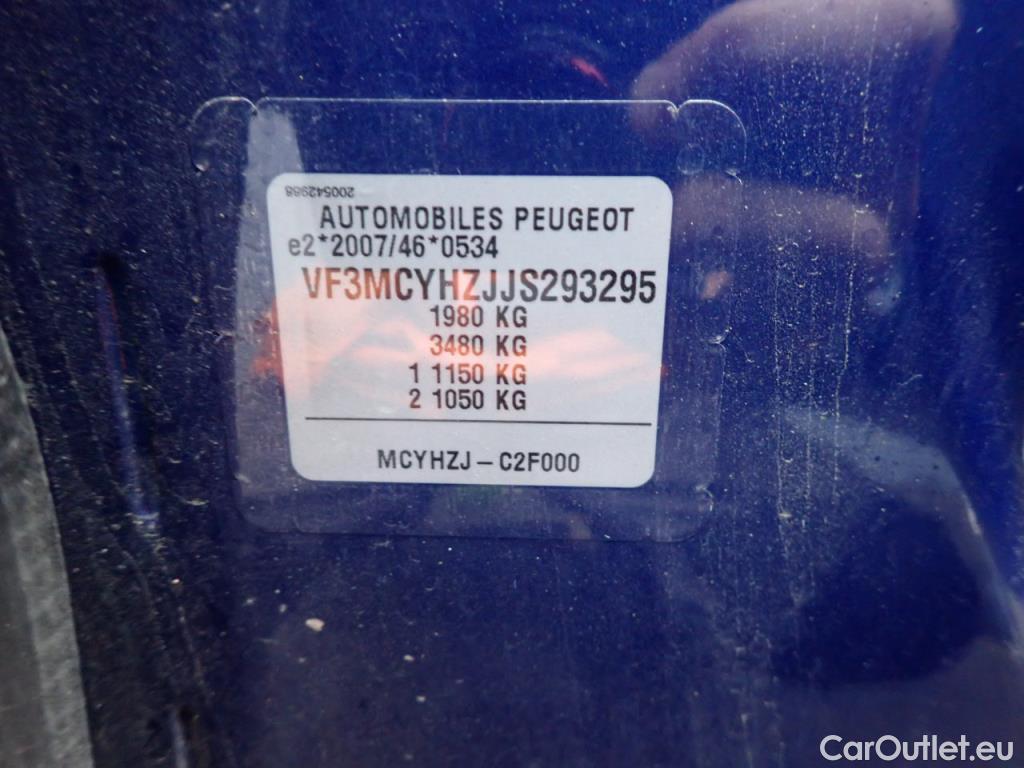 200542988
AUTOMOBILES PEUGEOT
e2*2007/46*0534
VF3MCYHZJJS293295
1980 KG
3480 KG
1 1150 KG
2 1050 KG
MCYHZJ – C2F000
CarOutlet.eu